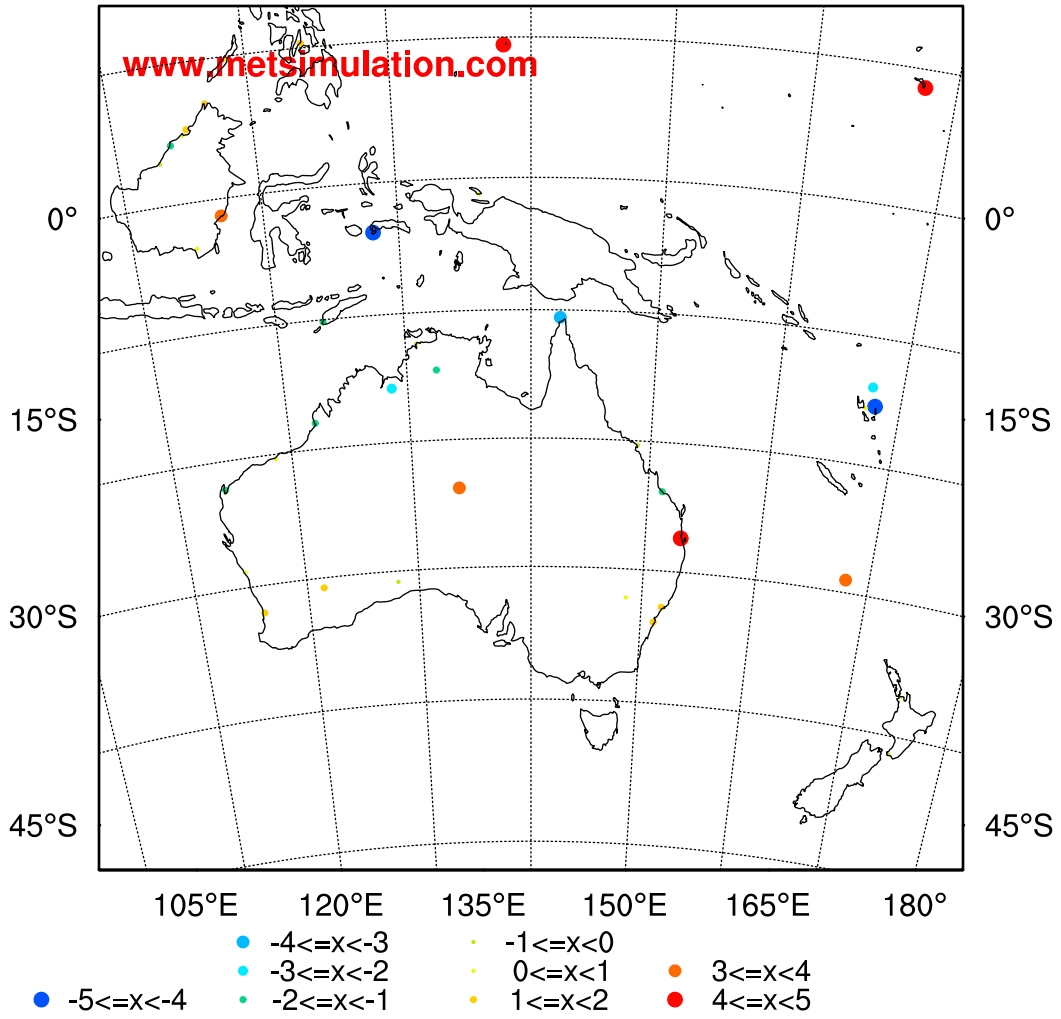 www.metsimulation.com
0° 0°
15°S 15°S
30°S 30°S
45°S 45°S
105°E 120°E 135°E 150°E 165°E 180°
-4<=x<-3 -1<=x<0
-3<=x<-2 0<=x<1 3<=x<4
-5<=x<-4 -2<=x<-1 1<=x<2 4<=x<5